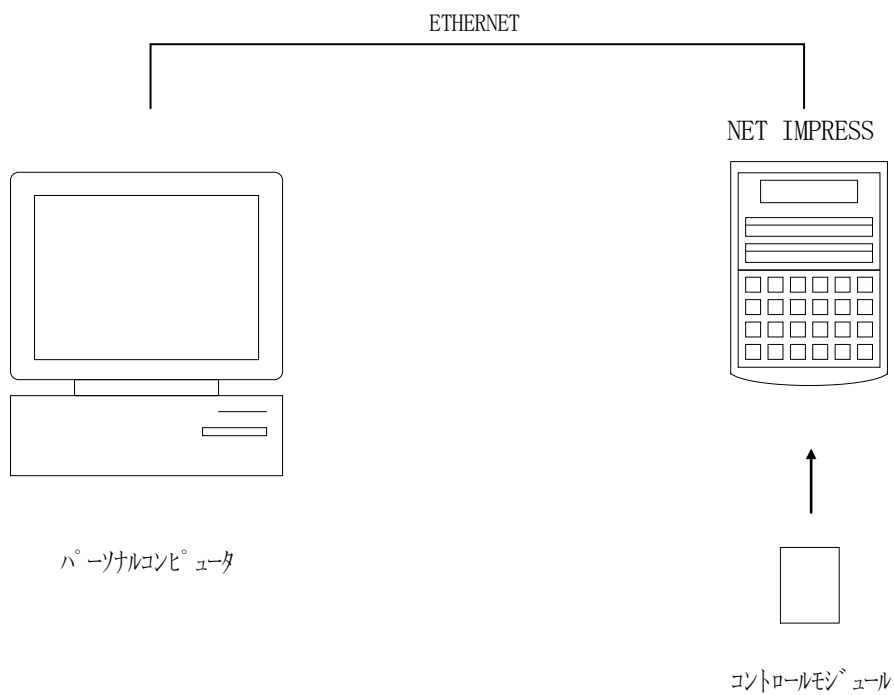 ETHERNET
NET IMPRESS
ﾊﾟｰｿﾅﾙｺﾝﾋﾟｭｰﾀ
ｺﾝﾄﾛｰﾙﾓｼﾞｭｰﾙ